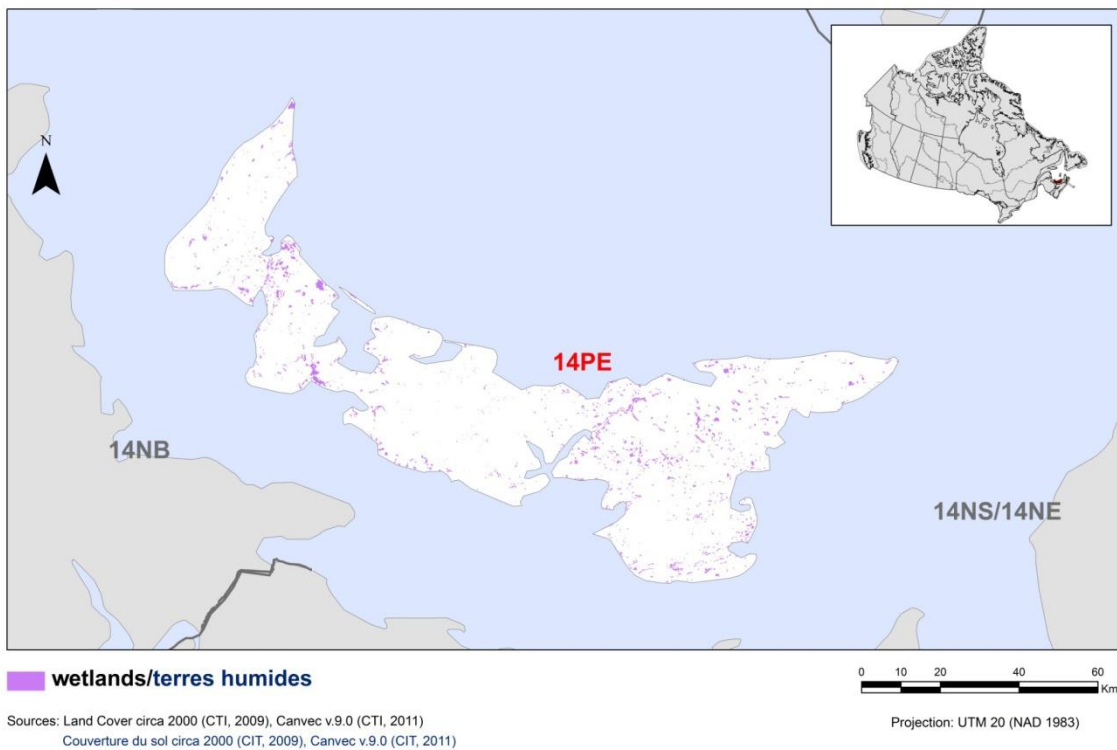 N
14PE
14NB
14NS/14NE
wetlands/terres humides
0 10 20 40 60
Km
Sources: Land Cover circa 2000 (CTI, 2009), Canvec v.9.0 (CTI, 2011)
Projection: UTM 20 (NAD 1983)
Couverture du sol circa 2000 (CIT, 2009), Canvec v.9.0 (CIT, 2011)